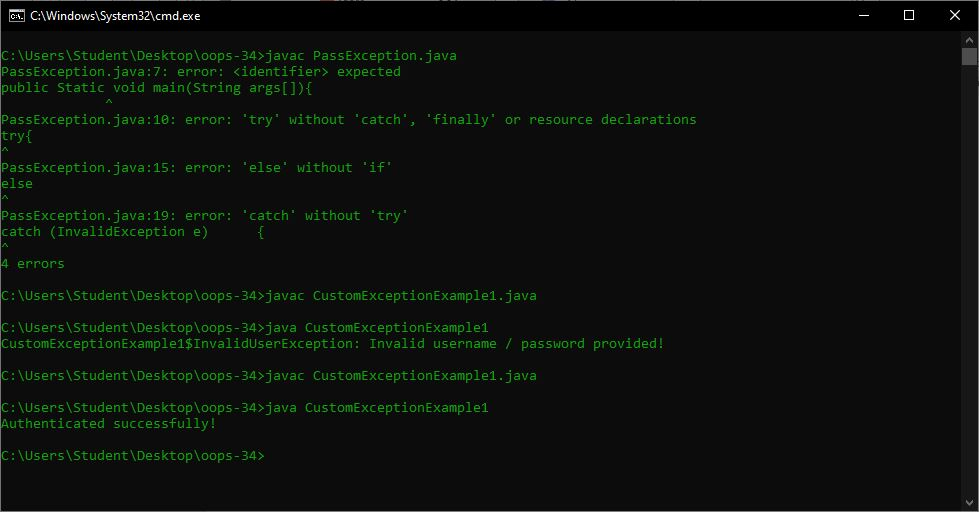 C:\Windows\System32\cmd.exe
C:\Users\Student\Desktop\oops-34>javac PassException.java
PassException.java:7: error: <identifier> expected
public Static void main(String args[]){
             ^
PassException.java:10: error: 'try' without 'catch', 'finally' or resource declarations
try{
^
PassException.java:15: error: 'else' without 'if'
else
^
PassException.java:19: error: 'catch' without 'try'
catch (InvalidException e)      {
^
4 errors
C:\Users\Student\Desktop\oops-34>javac CustomExceptionExample1.java
C:\Users\Student\Desktop\oops-34>java CustomExceptionExample1
CustomExceptionExample1$InvalidUserException: Invalid username / password provided!
C:\Users\Student\Desktop\oops-34>javac CustomExceptionExample1.java
C:\Users\Student\Desktop\oops-34>java CustomExceptionExample1
Authenticated successfully!
C:\Users\Student\Desktop\oops-34>